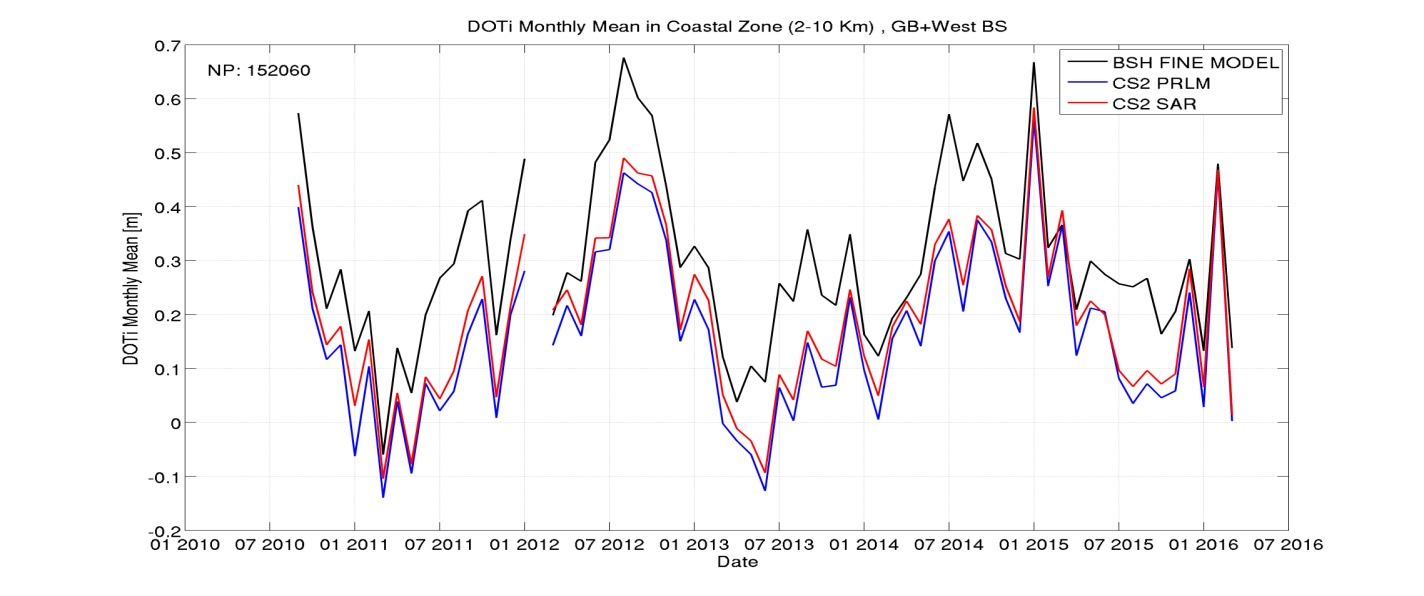 DOTi Monthly Mean in Coastal Zone (2-10 Km) , GB+West BS
NP: 152060
BSH FINE MODEL
CS2 PRLM
CS2 SAR
DOTi Monthly Mean [m]
0.7
0.6
0.5
0.4
0.3
0.2
0.1
0
-0.1
-0.2
01 2010 07 2010 01 2011 07 2011 01 2012 07 2012 01 2013 07 2013 01 2014 07 2014 01 2015 07 2015 01 2016 07 2016
Date